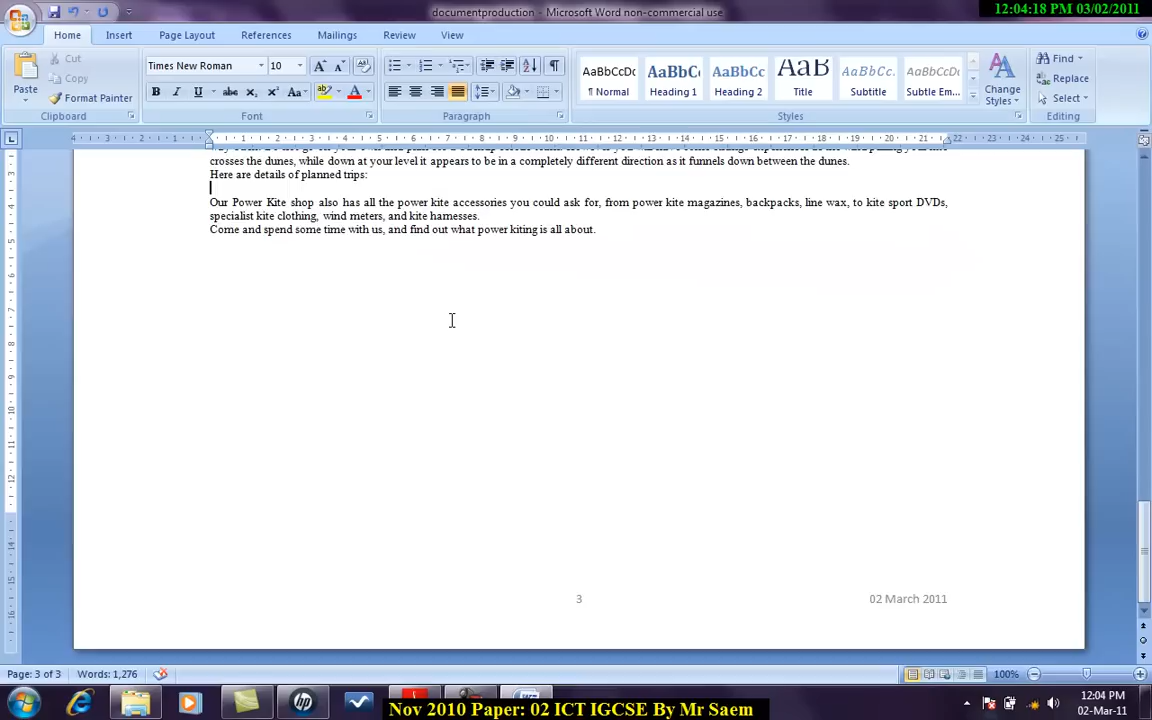 documentproduction - Microsoft Word non-commercial use
12:04:18 PM 03/02/2011
Home Insert Page Layout References Mailings Review View
Paste
Cut
Copy
Format Painter
Clipboard
Times New Roman 10
B I U abc
Font
Paragraph
AaBbCcDc AaBbC AaBbCc AaB AaBbCc. AaBbCcDc
¶ Normal Heading 1 Heading 2 Title Subtitle Subtle Em...
Change Styles
Styles
Find
Replace
Select
Editing
crosses the dunes, while down at your level it appears to be in a completely different direction as it funnels down between the dunes.
Here are details of planned trips:
Our Power Kite shop also has all the power kite accessories you could ask for, from power kite magazines, backpacks, line wax, to kite sport DVDs,
specialist kite clothing, wind meters, and kite harnesses.
Come and spend some time with us, and find out what power kiting is all about.
3
02 March 2011
Page: 3 of 3 Words: 1,276
100%
Nov 2010 Paper: 02 ICT IGCSE By Mr Saem
12:04 PM
02-Mar-11